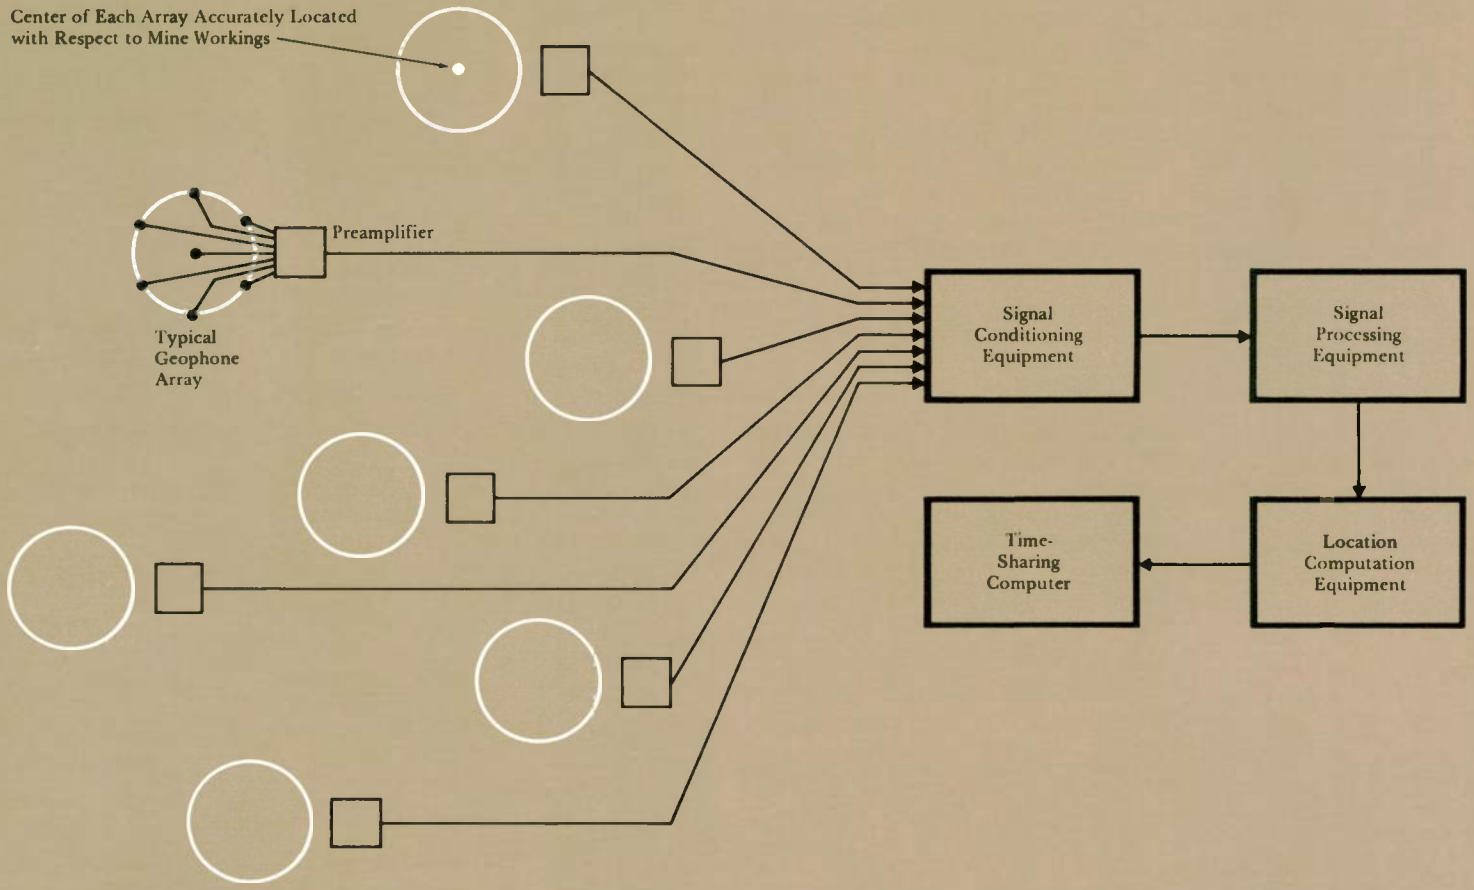 Center of Each Array Accurately Located
with Respect to Mine Workings
Preamplifier
Typical
Geophone
Array
Signal
Conditioning
Equipment
Signal
Processing
Equipment
Time-
Sharing
Computer
Location
Computation
Equipment